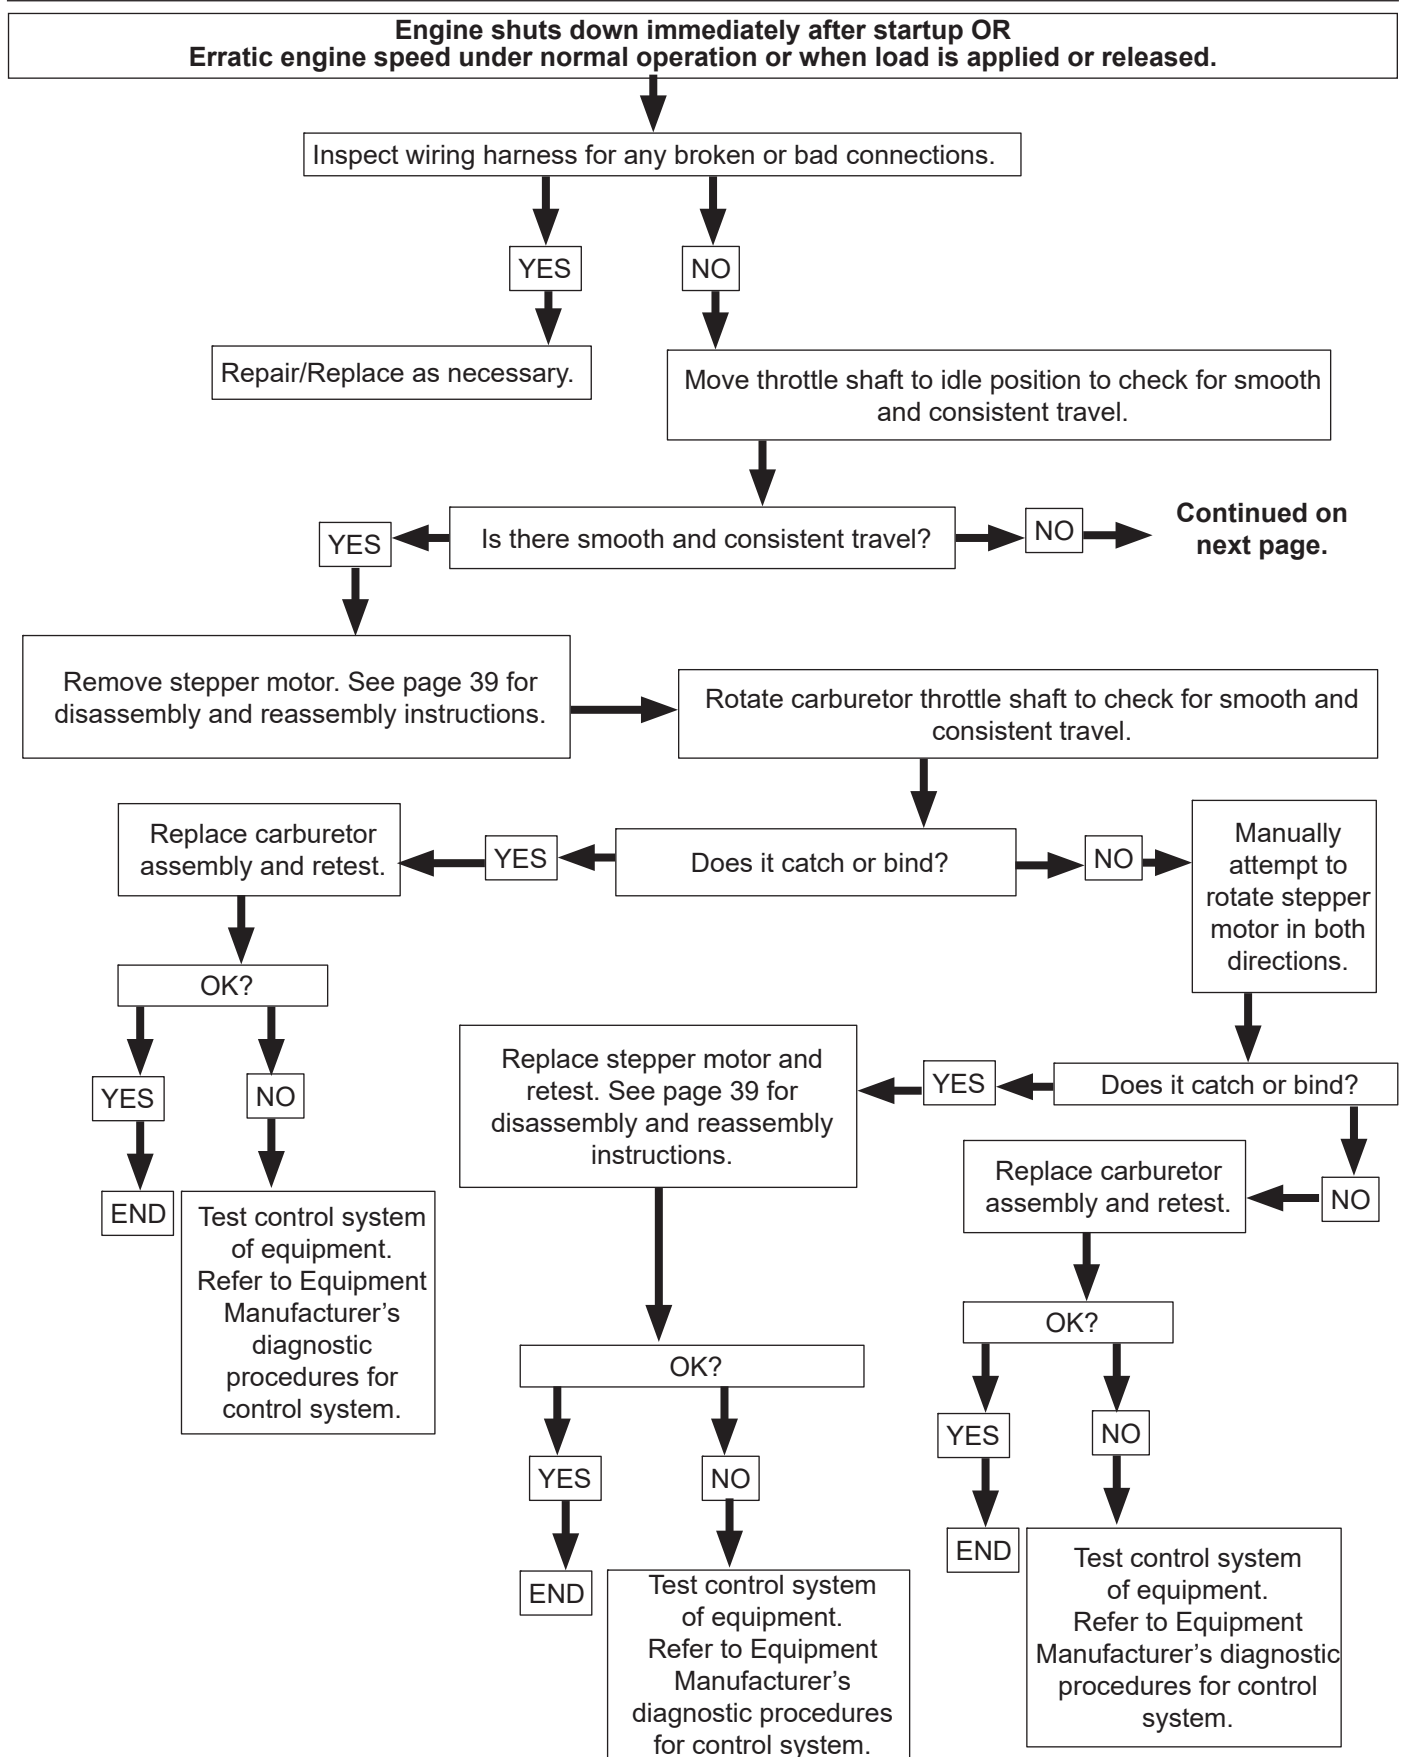 Engine shuts down immediately after startup OR
Erratic engine speed under normal operation or when load is applied or released.
Inspect wiring harness for any broken or bad connections.
YES
NO
Repair/Replace as necessary.
Move throttle shaft to idle position to check for smooth
and consistent travel.
YES
Is there smooth and consistent travel?
NO
Continued on
next page.
Remove stepper motor. See page 39 for
disassembly and reassembly instructions.
Rotate carburetor throttle shaft to check for smooth and
consistent travel.
Replace carburetor
assembly and retest.
YES
Does it catch or bind?
NO
Manually
attempt to
rotate stepper
motor in both
directions.
OK?
YES
NO
END
Test control system
of equipment.
Refer to Equipment
Manufacturer’s
diagnostic
procedures for
control system.
Replace stepper motor and
retest. See page 39 for
disassembly and reassembly
instructions.
YES
Does it catch or bind?
NO
Replace carburetor
assembly and retest.
OK?
YES
NO
END
Test control system
of equipment.
Refer to Equipment
Manufacturer’s
diagnostic procedures
for control system.
OK?
YES
NO
END
Test control system
of equipment.
Refer to Equipment
Manufacturer’s diagnostic
procedures for control
system.